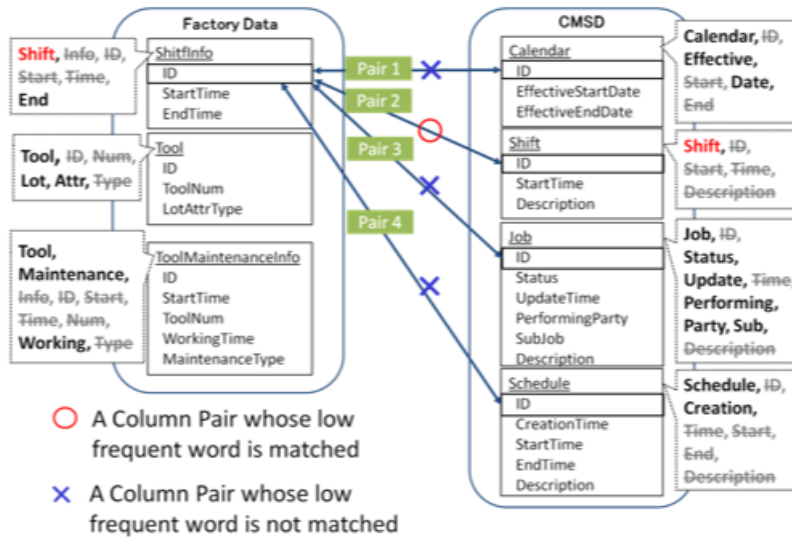 Factory Data
CMSD
Shift, Info, ID,
Start, Time,
End
ShitfInfo
ID
StartTime
EndTime
Tool, ID, Num,
Lot, Attr, Type
Tool
ID
ToolNum
LotAttrType
Tool,
Maintenance,
Info, ID, Start,
Time, Num,
Working, Type
ToolMaintenanceInfo
ID
StartTime
ToolNum
WorkingTime
MaintenanceType
Pair 1
Pair 2
Pair 3
Pair 4
Calendar
ID
EffectiveStartDate
EffectiveEndDate
Calendar, ID,
Effective,
Start, Date,
End
Shift
ID
StartTime
Description
Shift, ID,
Start, Time,
Description
Job
ID
Status
UpdateTime
PerformingParty
SubJob
Description
Job, ID,
Status,
Update, Time,
Performing,
Party, Sub,
Description
Schedule
ID
CreationTime
StartTime
EndTime
Description
Schedule, ID,
Creation,
Time, Start,
End,
Description
A Column Pair whose low
frequent word is matched
A Column Pair whose low
frequent word is not matched